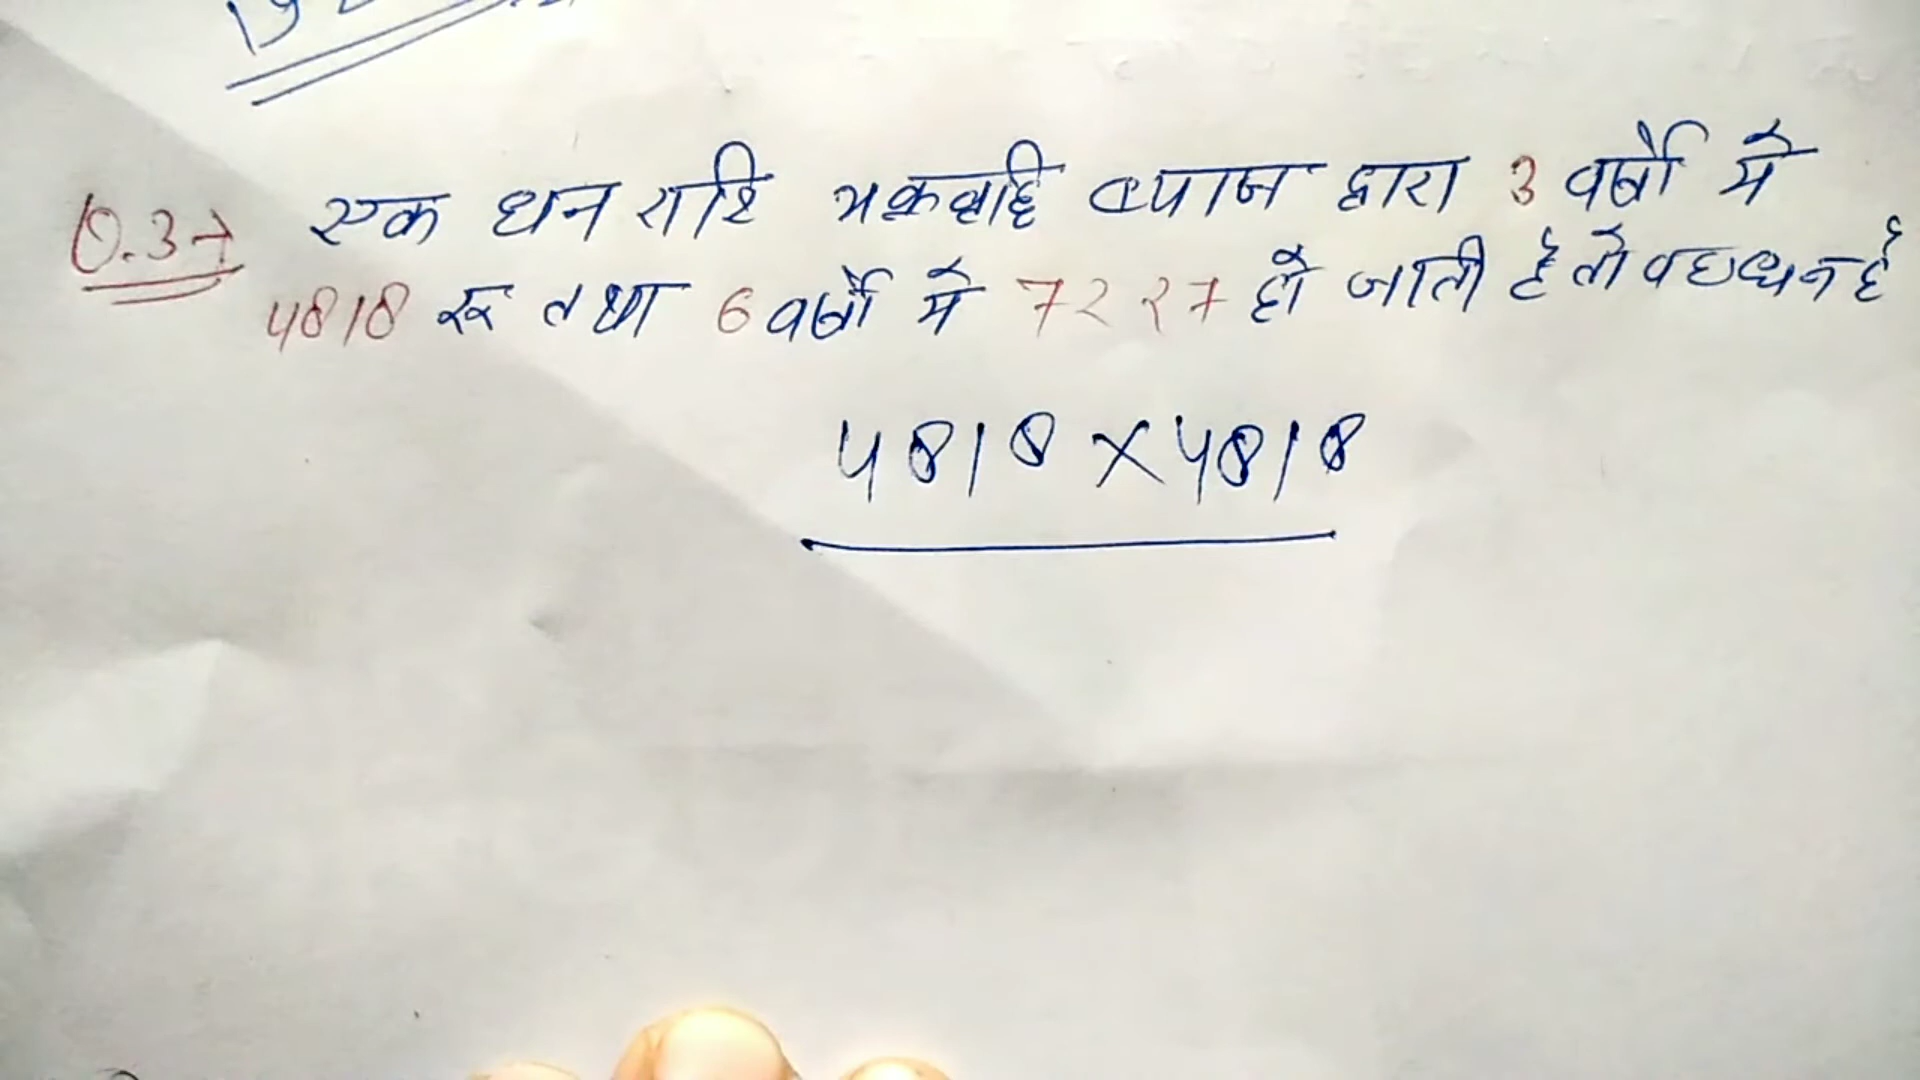 Q.3→ एक धन राशि चक्रवृद्धि ब्याज द्वारा 3 वर्षो मे
4818 रू तथा 6 वर्षो मे 7227 हो जाती है तो वह धन है
4818 × 4818